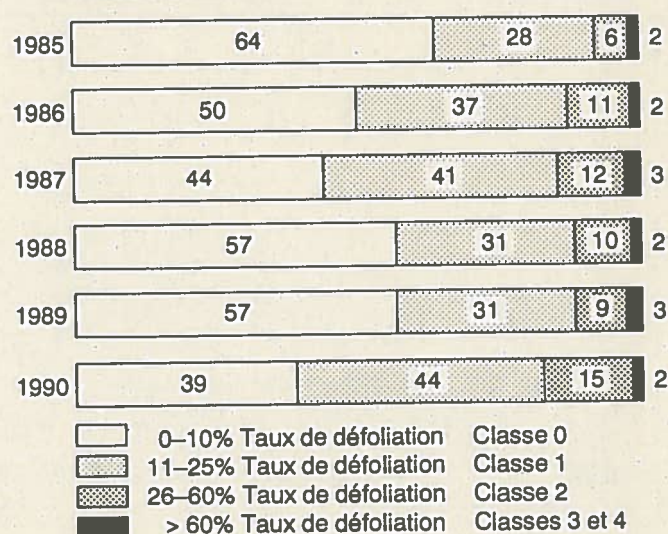 1985 64 28 6 2
1986 50 37 11 2
1987 44 41 12 3
1988 57 31 10 2
1989 57 31 9 3
1990 39 44 15 2
0–10% Taux de défoliation Classe 0
11–25% Taux de défoliation Classe 1
26–60% Taux de défoliation Classe 2
> 60% Taux de défoliation Classes 3 et 4